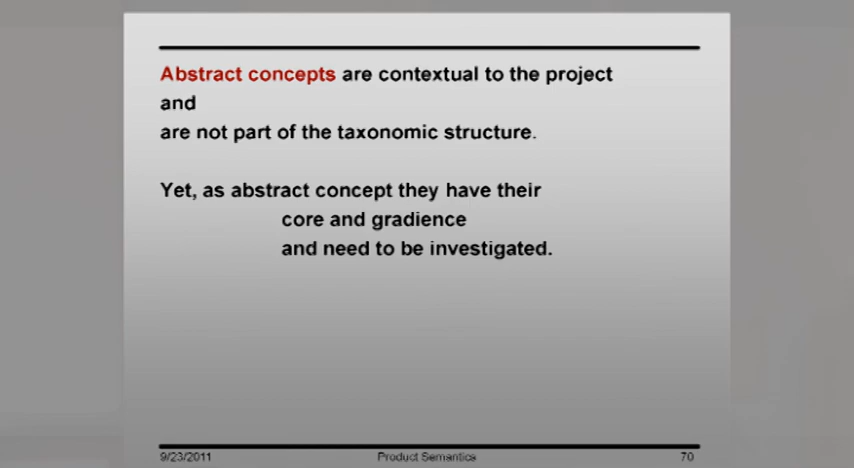 Abstract concepts are contextual to the project
and
are not part of the taxonomic structure.
Yet, as abstract concept they have their
core and gradience
and need to be investigated.
9/23/2011 Product Semantics 70